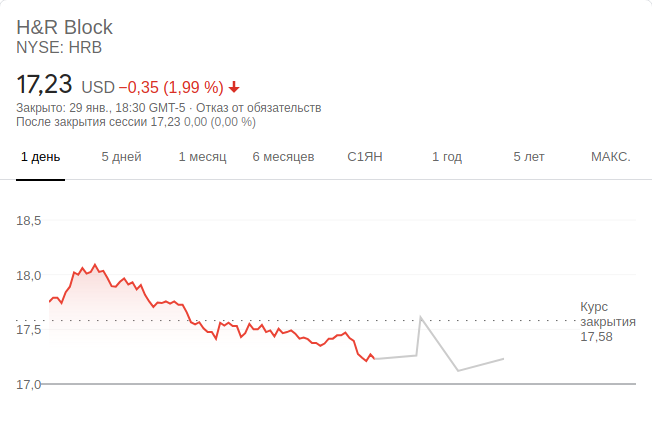 H&R Block
NYSE: HRB
17,23 USD −0,35 (1,99 %)
Закрыто: 29 янв., 18:30 GMT-5 · Отказ от обязательств
После закрытия сессии 17,23 0,00 (0,00 %)
1 день 5 дней 1 месяц 6 месяцев С1ЯН 1 год 5 лет МАКС.
18,5
18,0
Курс
закрытия
17,5
17,58
17,0